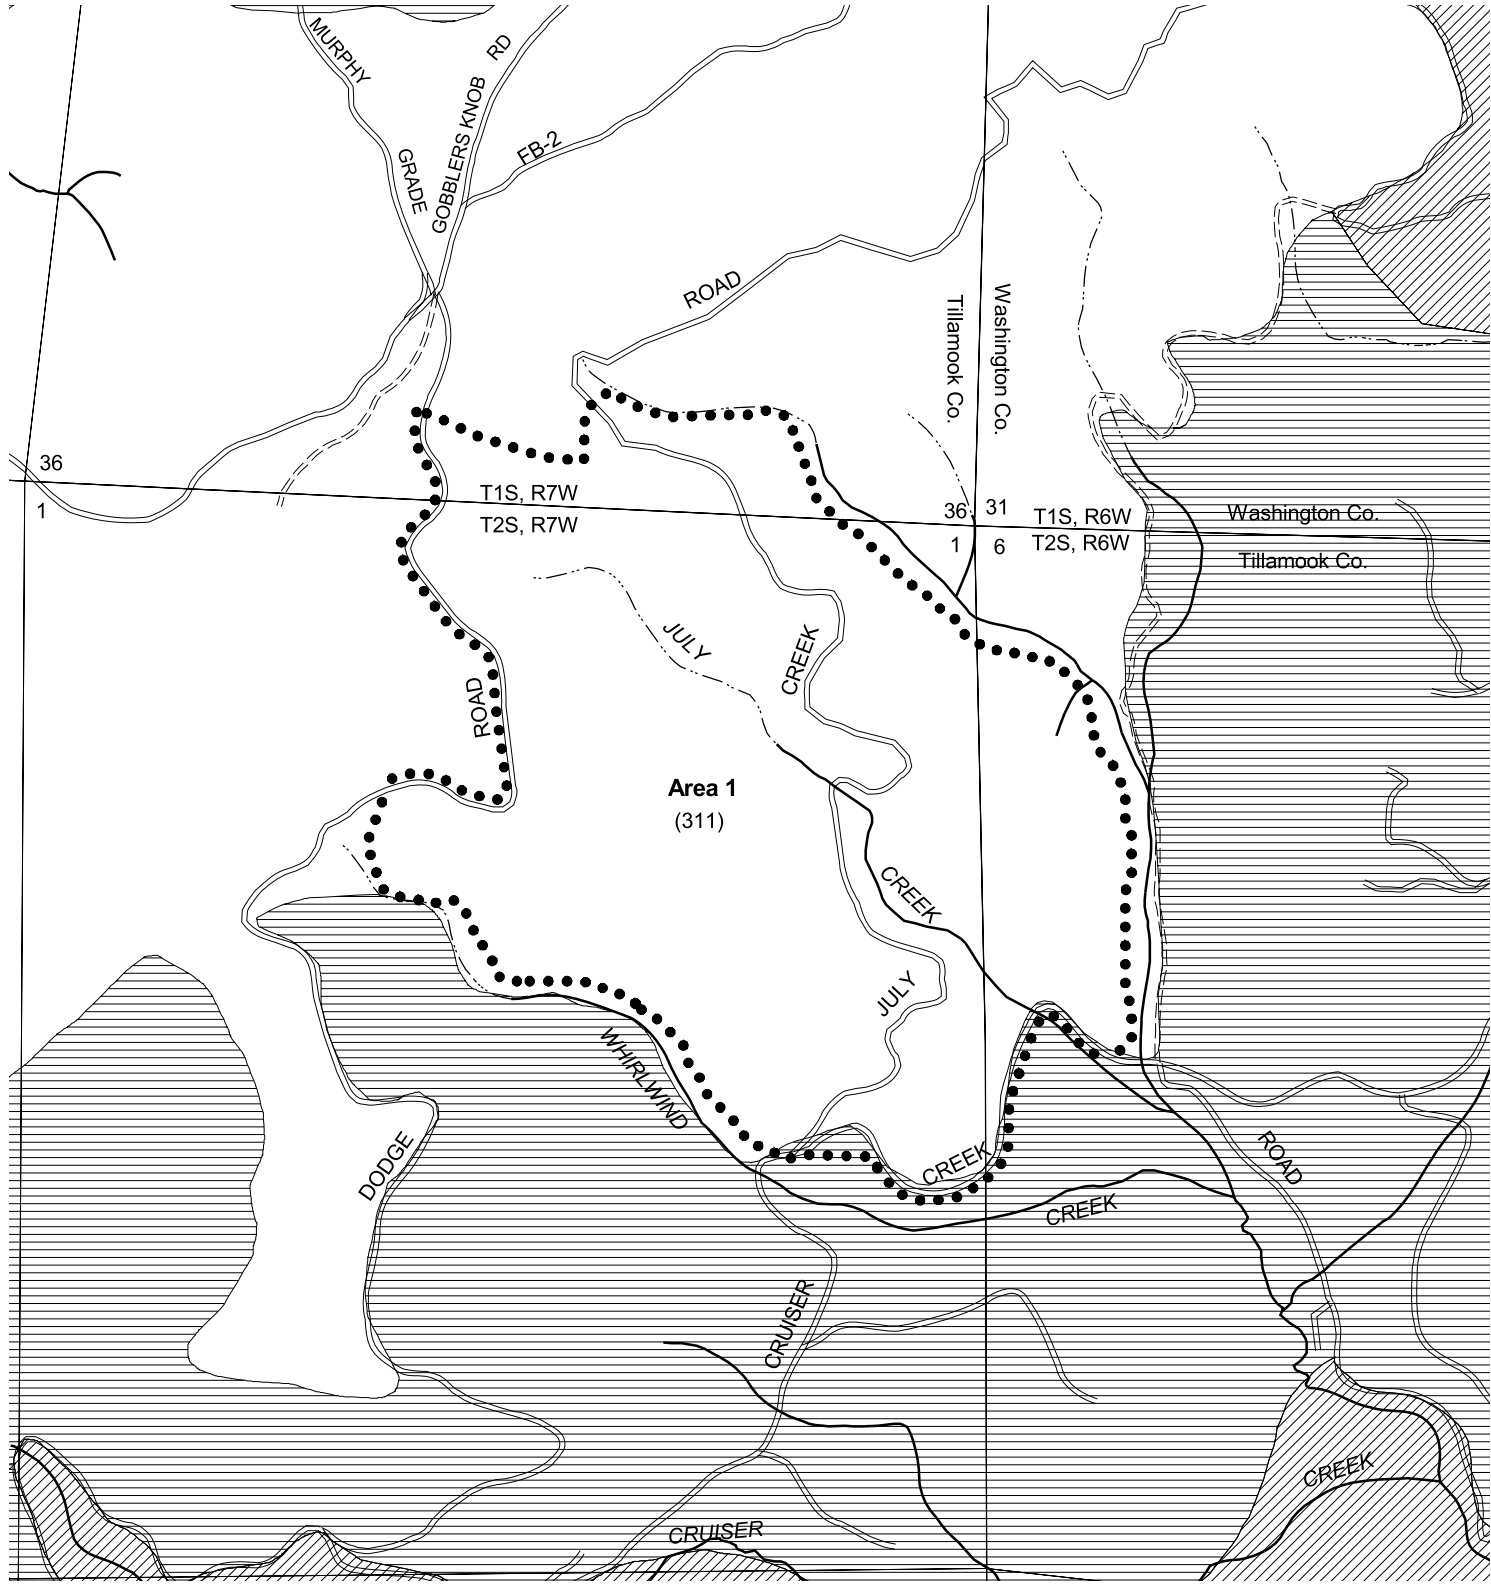 MURPHY
GRADE
GOBBLERS KNOB RD
FB-2
ROAD
Tillamook Co.
Washington Co.
36
1
T1S, R7W
T2S, R7W
36
31
1
6
T1S, R6W
T2S, R6W
Washington Co.
Tillamook Co.
JULY
CREEK
ROAD
Area 1
(311)
CREEK
JULY
WHIRLWIND
DODGE
CREEK
CREEK
ROAD
CRUISER
CREEK
CRUISER